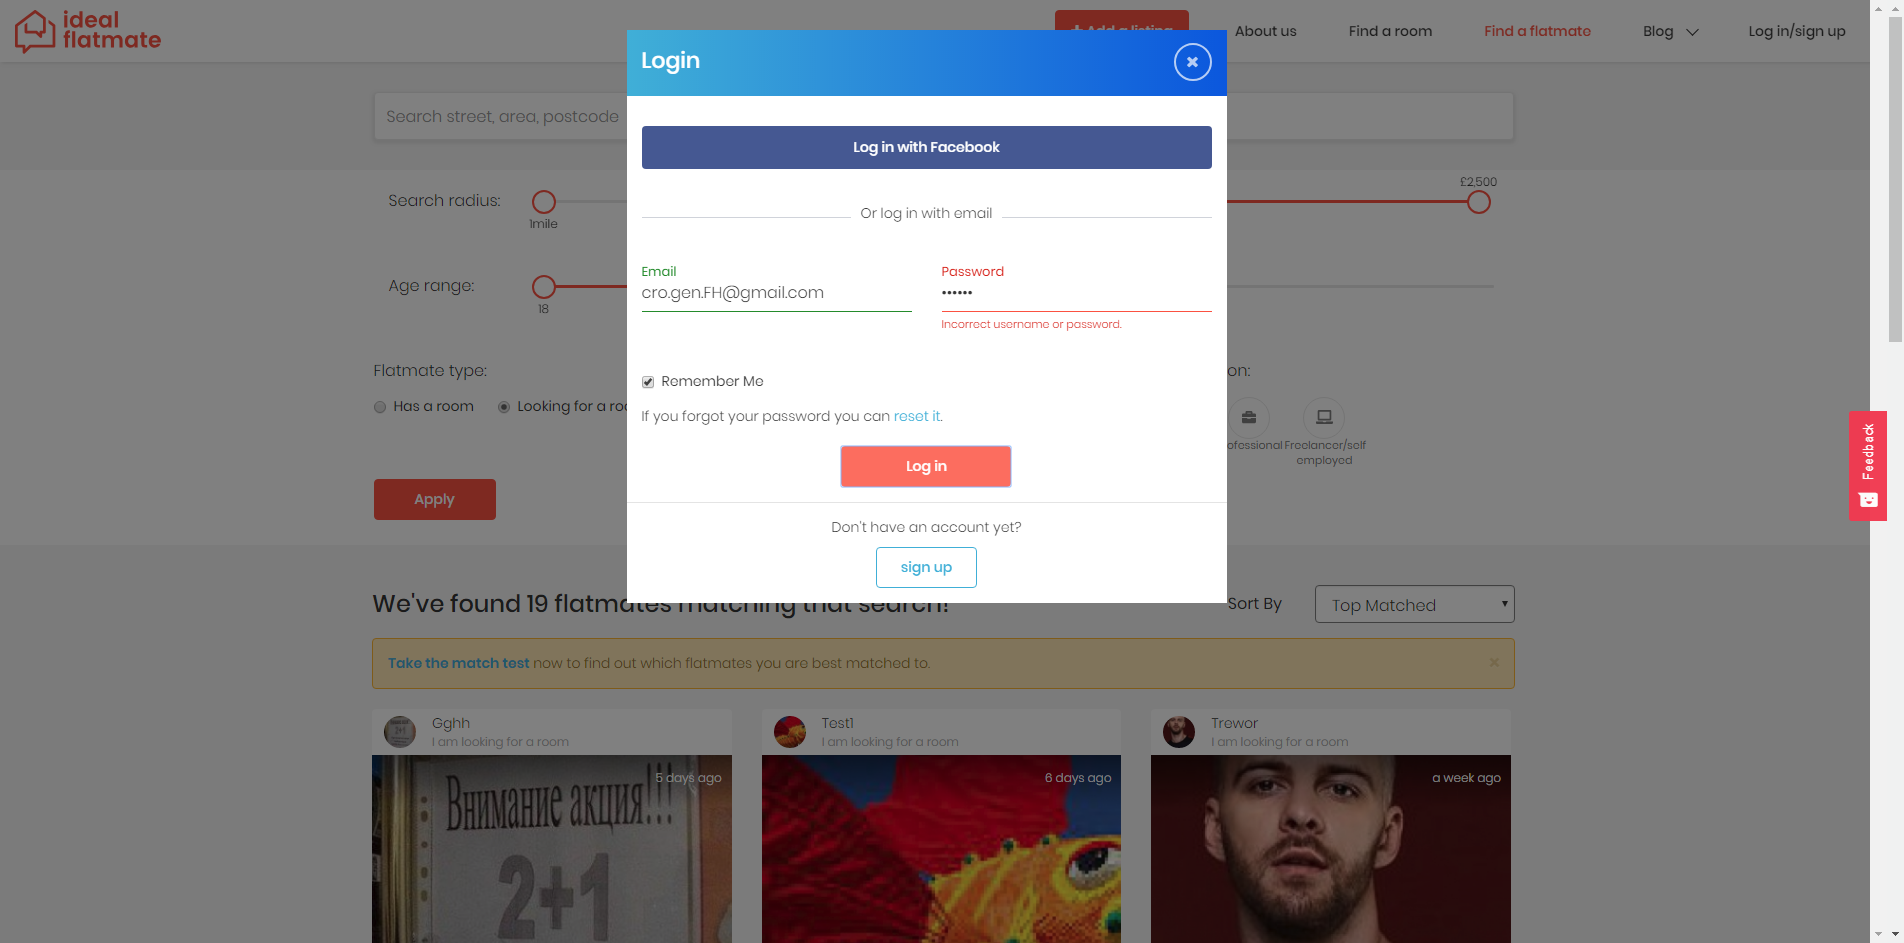 ideal
flatmate
Add a listing
About us
Find a room
Find a flatmate
Blog
Log in/sign up
Login
Search street, area, postcode
Log in with Facebook
Search radius:
1mile
£2,500
Or log in with email
Age range:
18
Email
Password
cro.gen.FH@gmail.com
••••••
Incorrect username or password.
Flatmate type:
on:
Remember Me
Has a room
Looking for a roo
If you forgot your password you can reset it.
ofessional
Freelancer/self
employed
Feedback
Log in
Apply
Don't have an account yet?
sign up
We've found 19 flatmates matching that search!
Sort By
Top Matched
Take the match test now to find out which flatmates you are best matched to.
Gghh
I am looking for a room
Test1
I am looking for a room
Trewor
I am looking for a room
5 days ago
6 days ago
a week ago
Внимание акция!!!
2+1